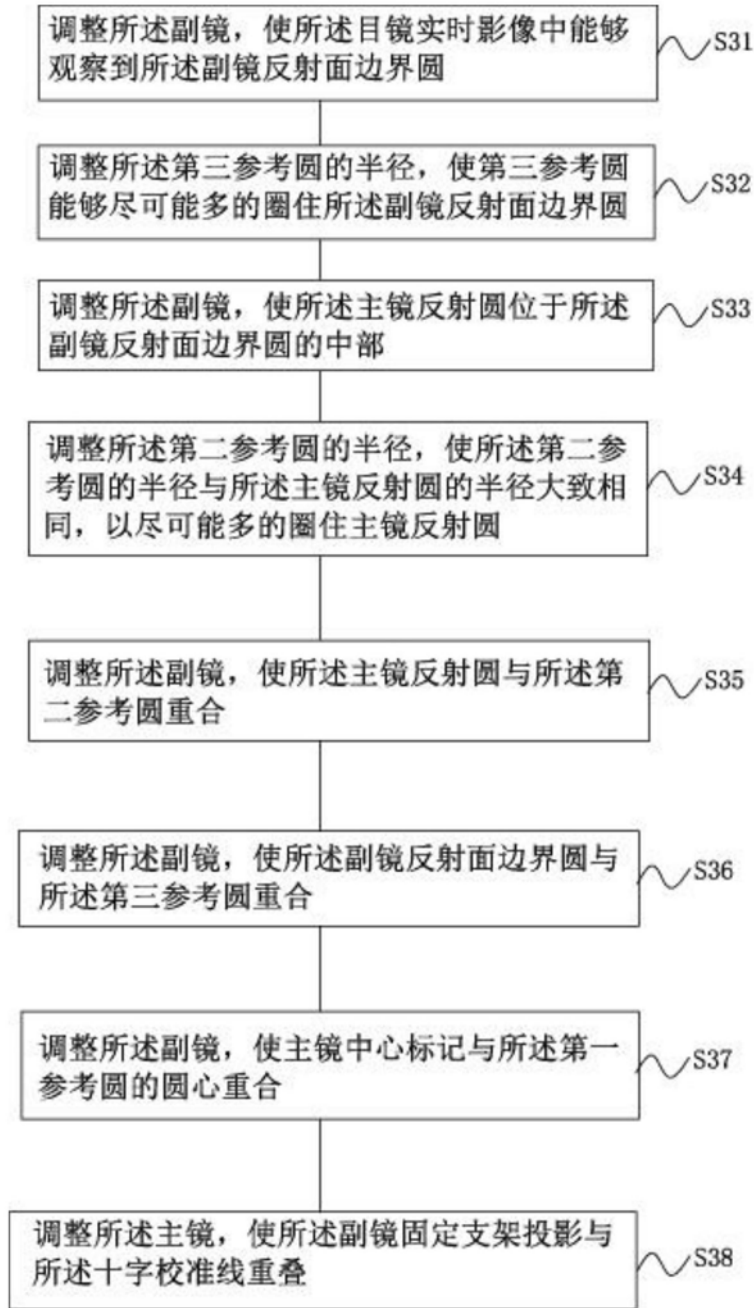 调整所述副镜，使所述目镜实时影像中能够
观察到所述副镜反射面边界圆
S31
调整所述第三参考圆的半径，使第三参考圆
能够尽可能多的圈住所述副镜反射面边界圆
S32
调整所述副镜，使所述主镜反射圆位于所述
副镜反射面边界圆的中部
S33
调整所述第二参考圆的半径，使所述第二参
考圆的半径与所述主镜反射圆的半径大致相
同，以尽可能多的圈住主镜反射圆
S34
调整所述副镜，使所述主镜反射圆与所述第
二参考圆重合
S35
调整所述副镜，使所述副镜反射面边界圆与
所述第三参考圆重合
S36
调整所述副镜，使主镜中心标记与所述第一
参考圆的圆心重合
S37
调整所述主镜，使所述副镜固定支架投影与
所述十字校准线重叠
S38